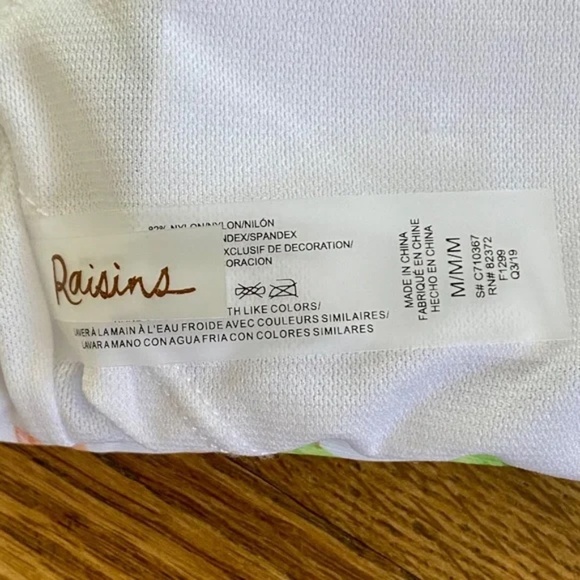 82% NYLON/NYLON/NILÓN
NDEX/SPANDEX
EXCLUSIF DE DECORATION/
ORACION
Raisins
TH LIKE COLORS/
LAVER À LA MAIN À L'EAU FROIDE AVEC COULEURS SIMILAIRES/
LAVAR A MANO CON AGUA FRIA CON COLORES SIMILARES
MADE IN CHINA
FABRIQUÉ EN CHINE
HECHO EN CHINA
M/M/M
S# C710367
RN# 82372
F1299
Q3/19